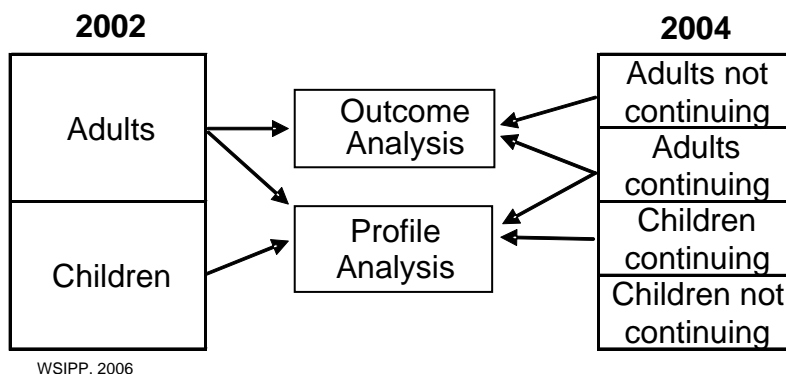 2002
Adults
Children
Outcome
Analysis
Profile
Analysis
2004
Adults not
continuing
Adults
continuing
Children
continuing
Children not
continuing
WSIPP, 2006